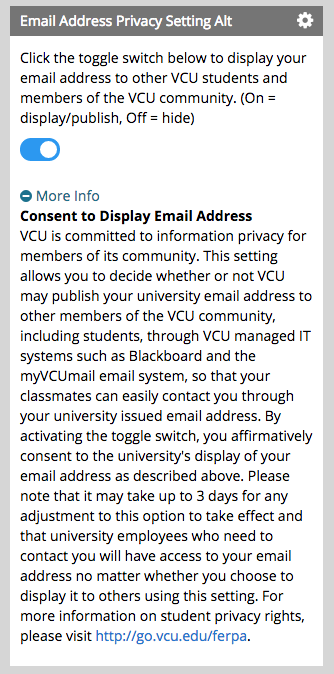 Email Address Privacy Setting Alt
Click the toggle switch below to display your
email address to other VCU students and
members of the VCU community. (On =
display/publish, Off = hide)
More Info
Consent to Display Email Address
VCU is committed to information privacy for
members of its community. This setting
allows you to decide whether or not VCU
may publish your university email address to
other members of the VCU community,
including students, through VCU managed IT
systems such as Blackboard and the
myVCUmail email system, so that your
classmates can easily contact you through
your university issued email address. By
activating the toggle switch, you affirmatively
consent to the university's display of your
email address as described above. Please
note that it may take up to 3 days for any
adjustment to this option to take effect and
that university employees who need to
contact you will have access to your email
address no matter whether you choose to
display it to others using this setting. For
more information on student privacy rights,
please visit http://go.vcu.edu/ferpa.